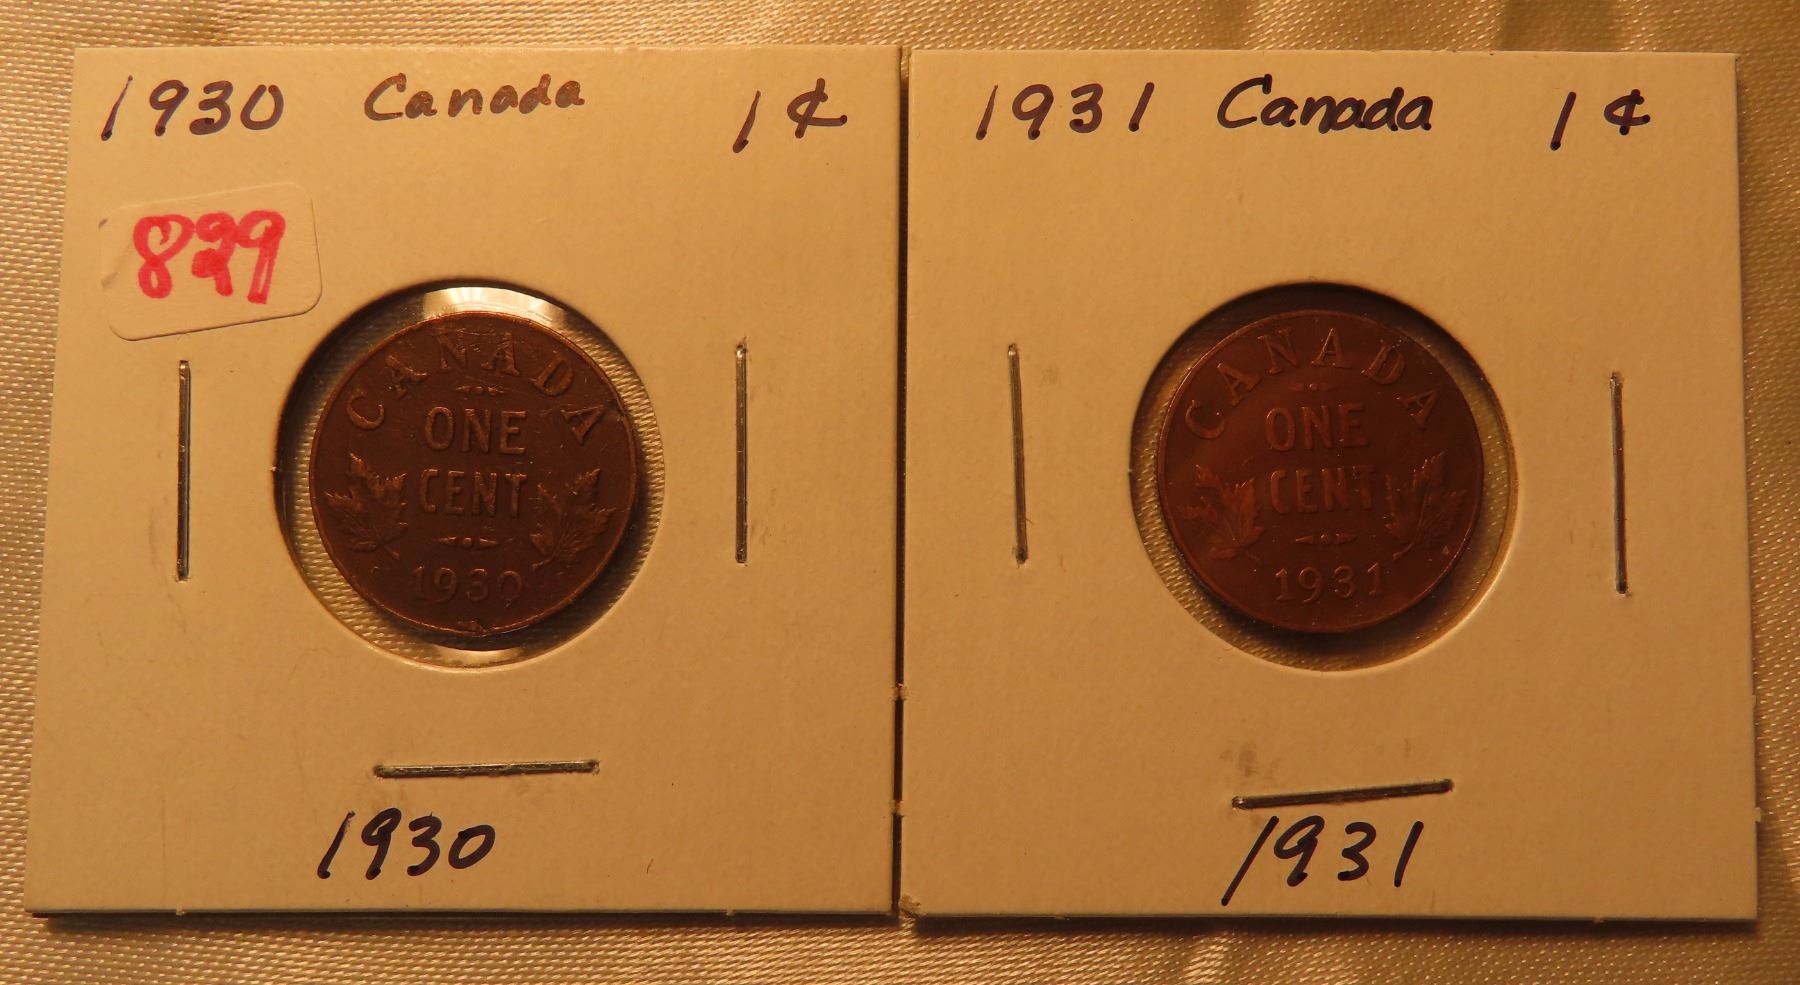 1930 Canada 1¢
829
CANADA
ONE
CENT
1930
1930
1931 Canada 1¢
CANADA
ONE
CENT
1931
1931